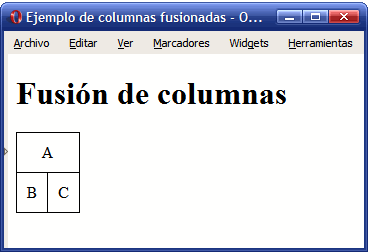 Ejemplo de columnas fusionadas - O...
Archivo Editar Ver Marcadores Widgets Herramientas
Fusión de columnas
A
B C